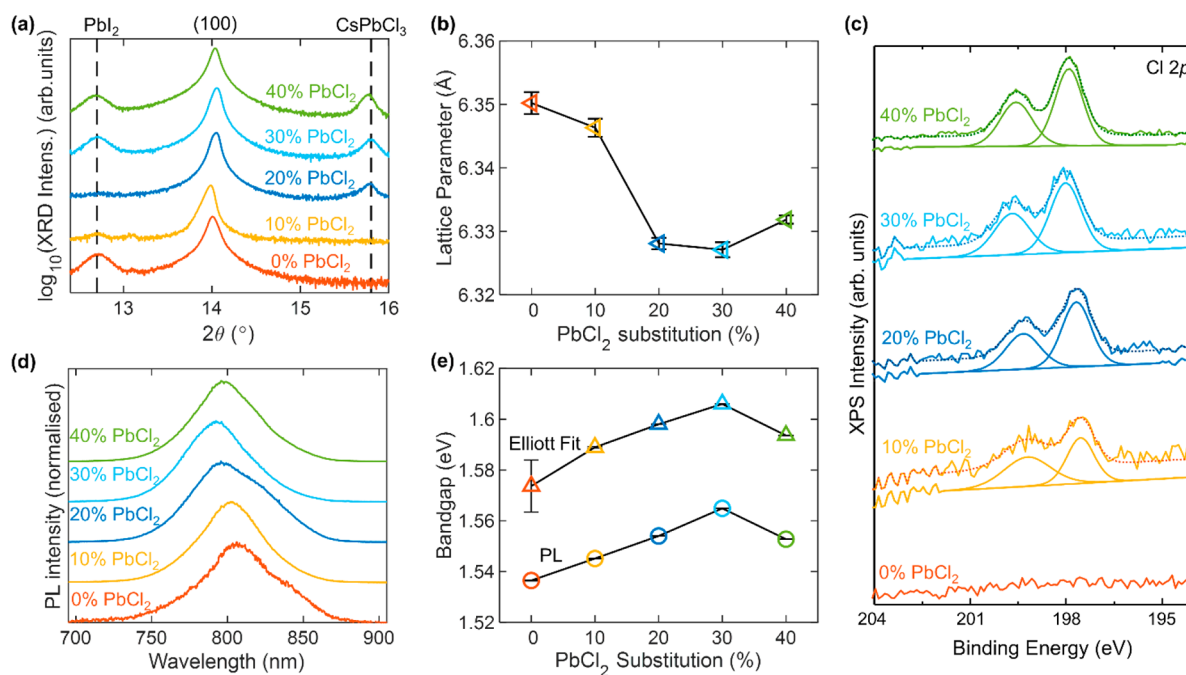 (a)
PbI₂
(100)
CsPbCl₃
log₁₀(XRD Intens.) (arb.units)
40% PbCl₂
30% PbCl₂
20% PbCl₂
10% PbCl₂
0% PbCl₂
13
14
15
16
2θ (°)
(b)
Lattice Parameter (Å)
6.36
6.35
6.34
6.33
6.32
0
10
20
30
40
PbCl₂ substitution (%)
(c)
Cl 2p
XPS Intensity (arb. units)
40% PbCl₂
30% PbCl₂
20% PbCl₂
10% PbCl₂
0% PbCl₂
204
201
198
195
Binding Energy (eV)
(d)
PL intensity (normalised)
40% PbCl₂
30% PbCl₂
20% PbCl₂
10% PbCl₂
0% PbCl₂
700
750
800
850
900
Wavelength (nm)
(e)
Bandgap (eV)
1.62
1.6
1.58
1.56
1.54
1.52
Elliott Fit
PL
0
10
20
30
40
PbCl₂ Substitution (%)